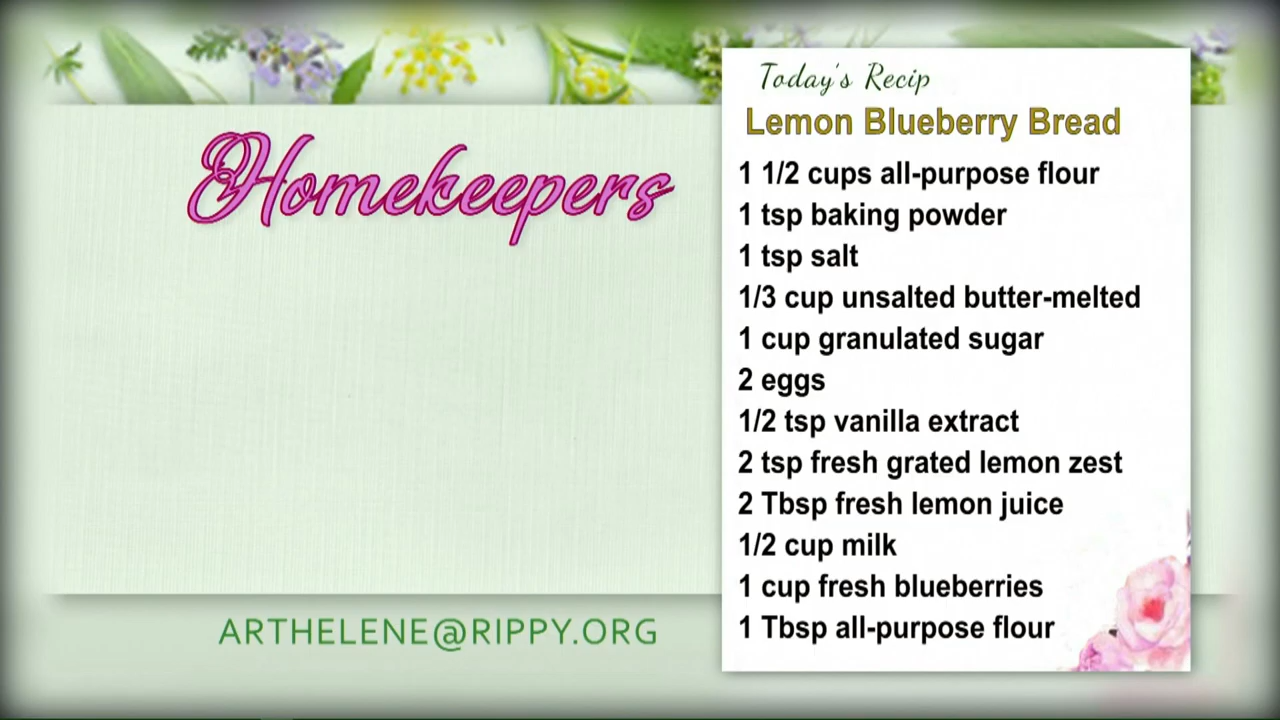 Homekeepers
ARTHELENE@RIPPY.ORG
Today's Recip
Lemon Blueberry Bread
1 1/2 cups all-purpose flour
1 tsp baking powder
1 tsp salt
1/3 cup unsalted butter-melted
1 cup granulated sugar
2 eggs
1/2 tsp vanilla extract
2 tsp fresh grated lemon zest
2 Tbsp fresh lemon juice
1/2 cup milk
1 cup fresh blueberries
1 Tbsp all-purpose flour